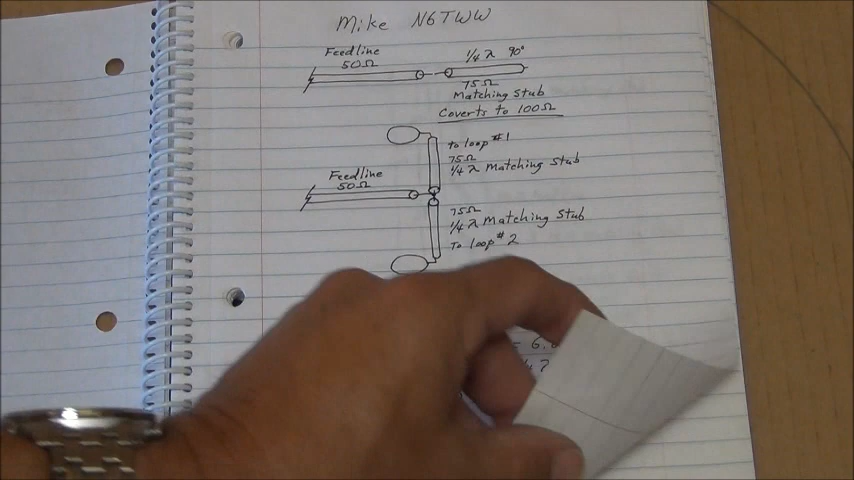 Mike N6TWW
Feedline
50Ω
1/4 λ 90°
75Ω
Matching Stub
Coverts to 100Ω
To loop #1
75Ω
1/4 λ Matching Stub
Feedline
50Ω
75Ω
1/4 λ Matching Stub
To loop #2